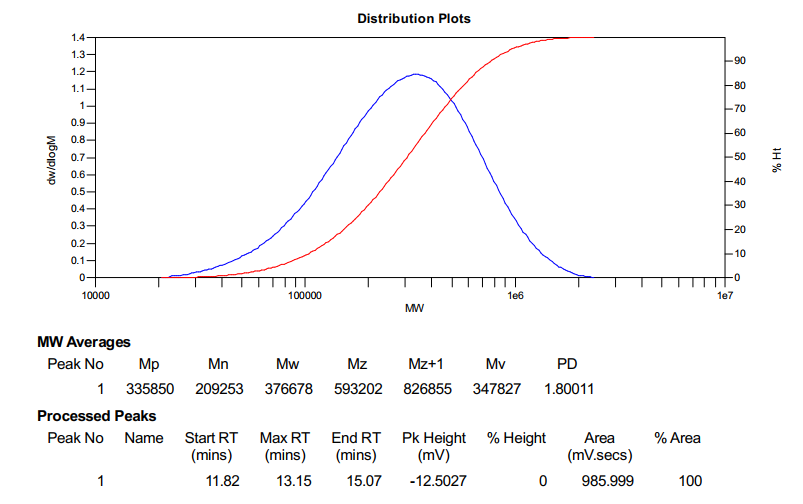 Distribution Plots
1.4
1.3
1.2
1.1
1
0.9
0.8
0.7
0.6
0.5
0.4
0.3
0.2
0.1
0
dw/dlogM
90
80
70
60
50
40
30
20
10
0
% Ht
10000 100000 1e6 1e7
MW
MW Averages
Peak No Mp Mn Mw Mz Mz+1 Mv PD
1 335850 209253 376678 593202 826855 347827 1.80011
Processed Peaks
Peak No Name Start RT Max RT End RT Pk Height % Height Area % Area
(mins) (mins) (mins) (mV) (mV.secs)
1 11.82 13.15 15.07 -12.5027 0 985.999 100